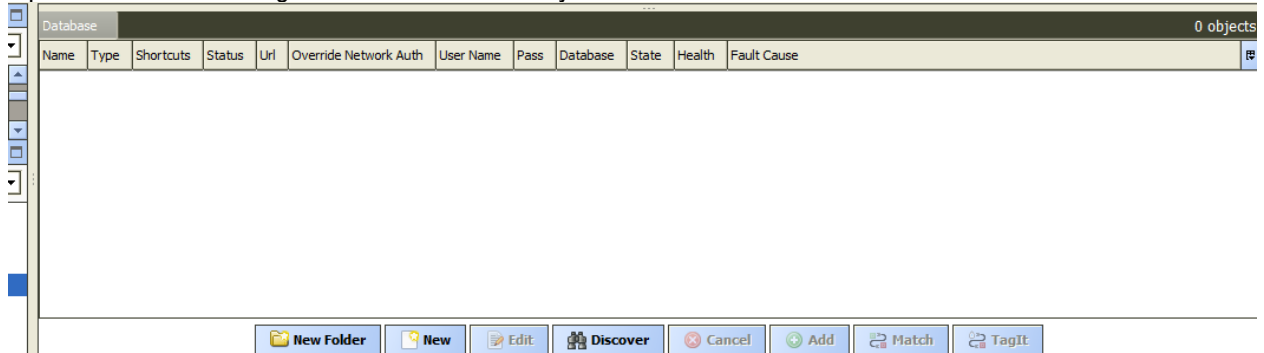 Database
0 objects
Name Type Shortcuts Status Url Override Network Auth User Name Pass Database State Health Fault Cause
New Folder New Edit Discover Cancel Add Match TagIt